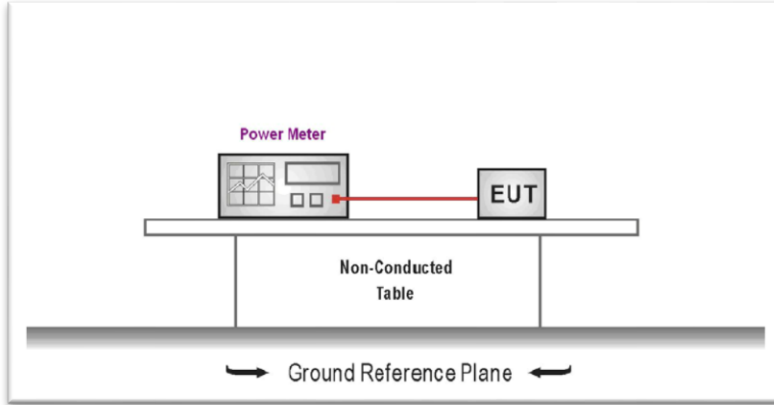 Power Meter
EUT
Non-Conducted
Table
Ground Reference Plane